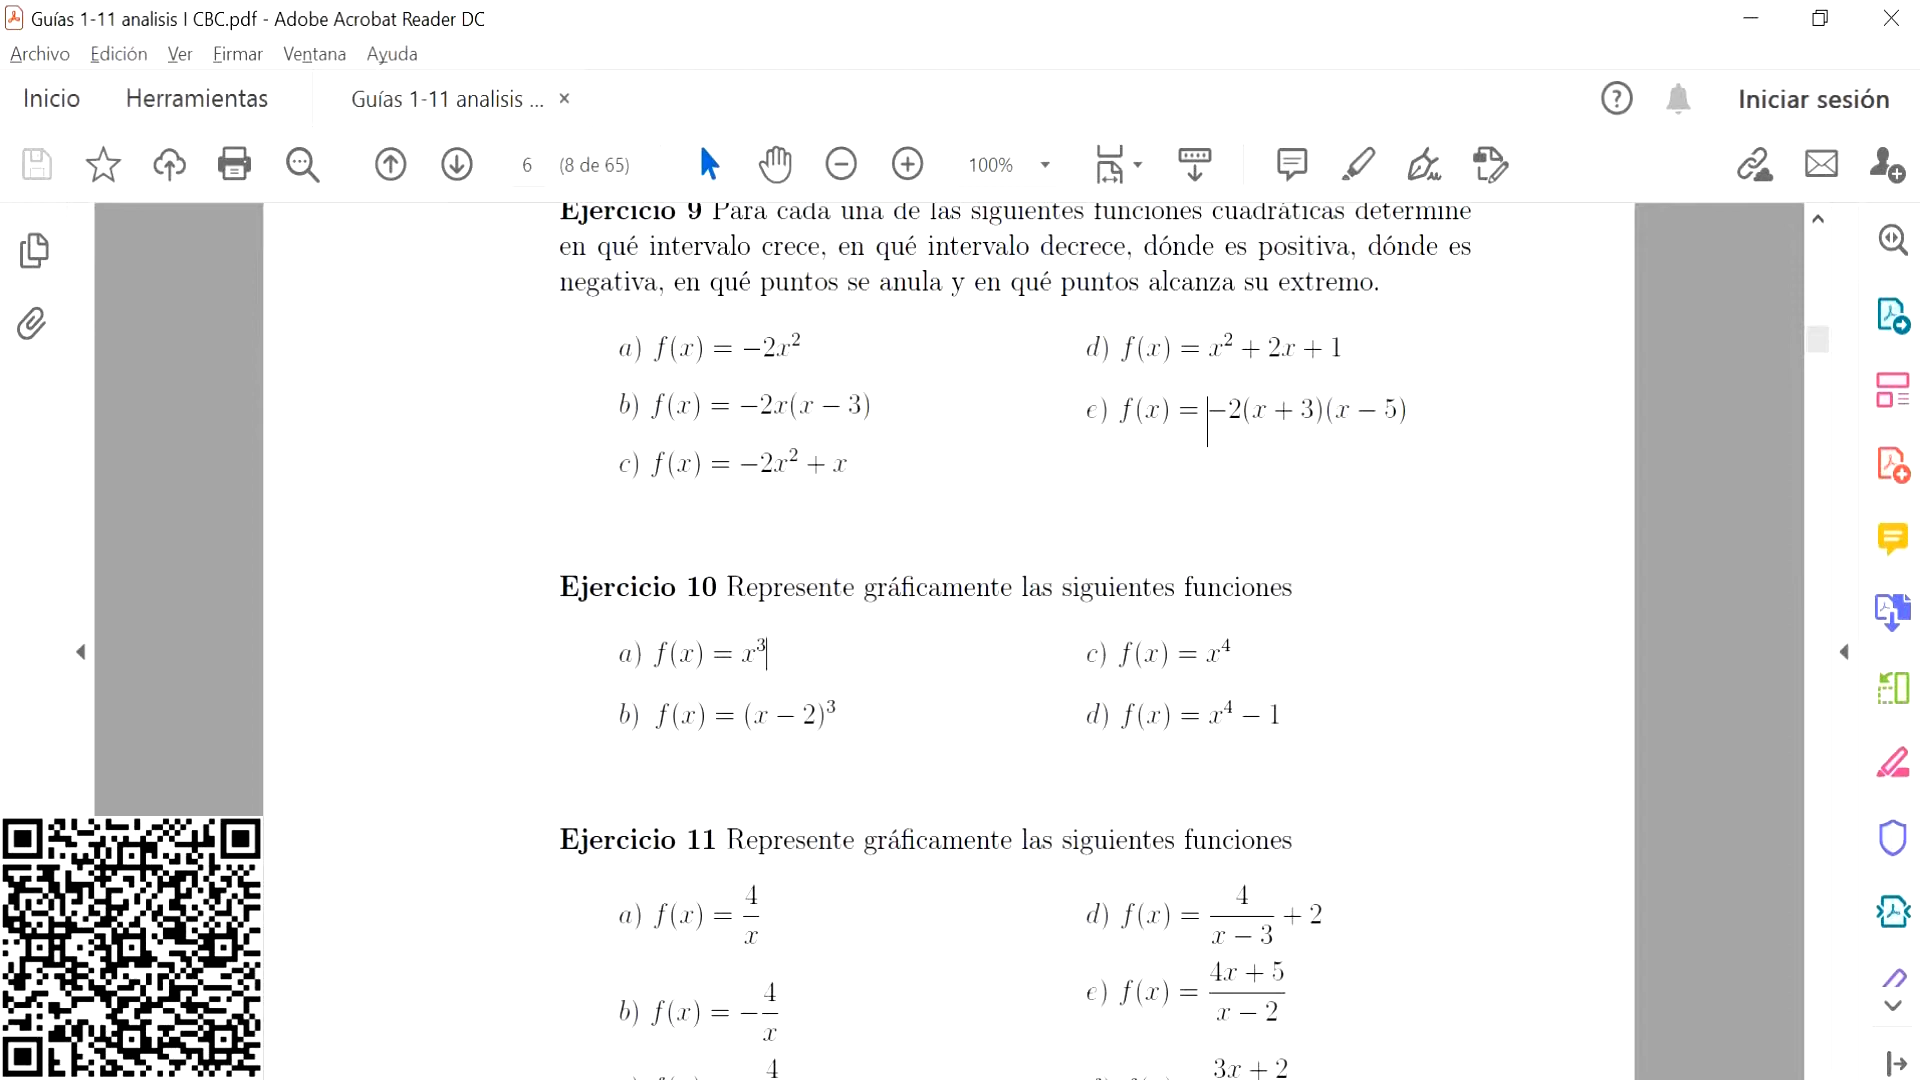 Guías 1-11 analisis I CBC.pdf - Adobe Acrobat Reader DC
Archivo Edición Ver Firmar Ventana Ayuda
Inicio Herramientas Guías 1-11 analisis ... × Iniciar sesión
6 (8 de 65) 100%
Ejercicio 9 Para cada una de las siguientes funciones cuadráticas determine
en qué intervalo crece, en qué intervalo decrece, dónde es positiva, dónde es
negativa, en qué puntos se anula y en qué puntos alcanza su extremo.
a) f(x) = −2x²
b) f(x) = −2x(x − 3)
c) f(x) = −2x² + x
d) f(x) = x² + 2x + 1
e) f(x) = −2(x + 3)(x − 5)
Ejercicio 10 Represente gráficamente las siguientes funciones
a) f(x) = x³
b) f(x) = (x − 2)³
c) f(x) = x⁴
d) f(x) = x⁴ − 1
Ejercicio 11 Represente gráficamente las siguientes funciones
a) f(x) = 4/x
b) f(x) = −4/x
4
d) f(x) = 4/(x − 3) + 2
e) f(x) = (4x + 5)/(x − 2)
3x + 2